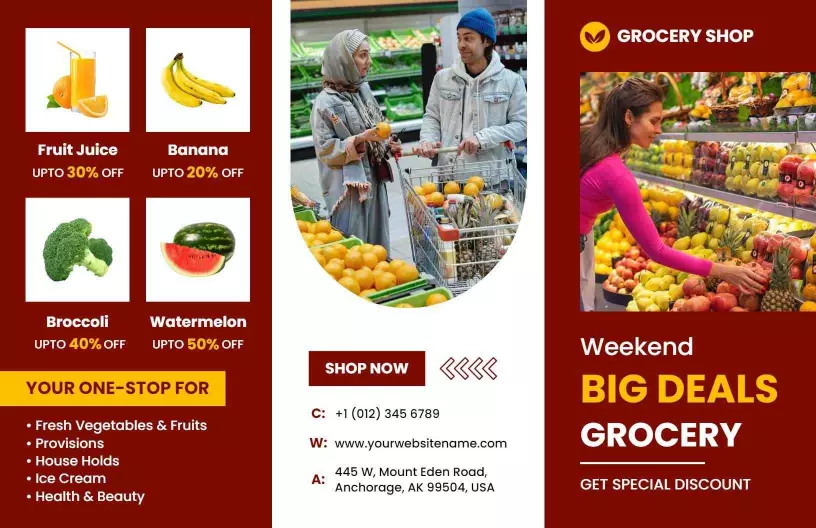 Fruit Juice
UPTO 30% OFF
Banana
UPTO 20% OFF
Broccoli
UPTO 40% OFF
Watermelon
UPTO 50% OFF
YOUR ONE-STOP FOR
• Fresh Vegetables & Fruits
• Provisions
• House Holds
• Ice Cream
• Health & Beauty
SHOP NOW
C: +1 (012) 345 6789
W: www.yourwebsitename.com
A: 445 W, Mount Eden Road,
Anchorage, AK 99504, USA
GROCERY SHOP
Weekend
BIG DEALS
GROCERY
GET SPECIAL DISCOUNT